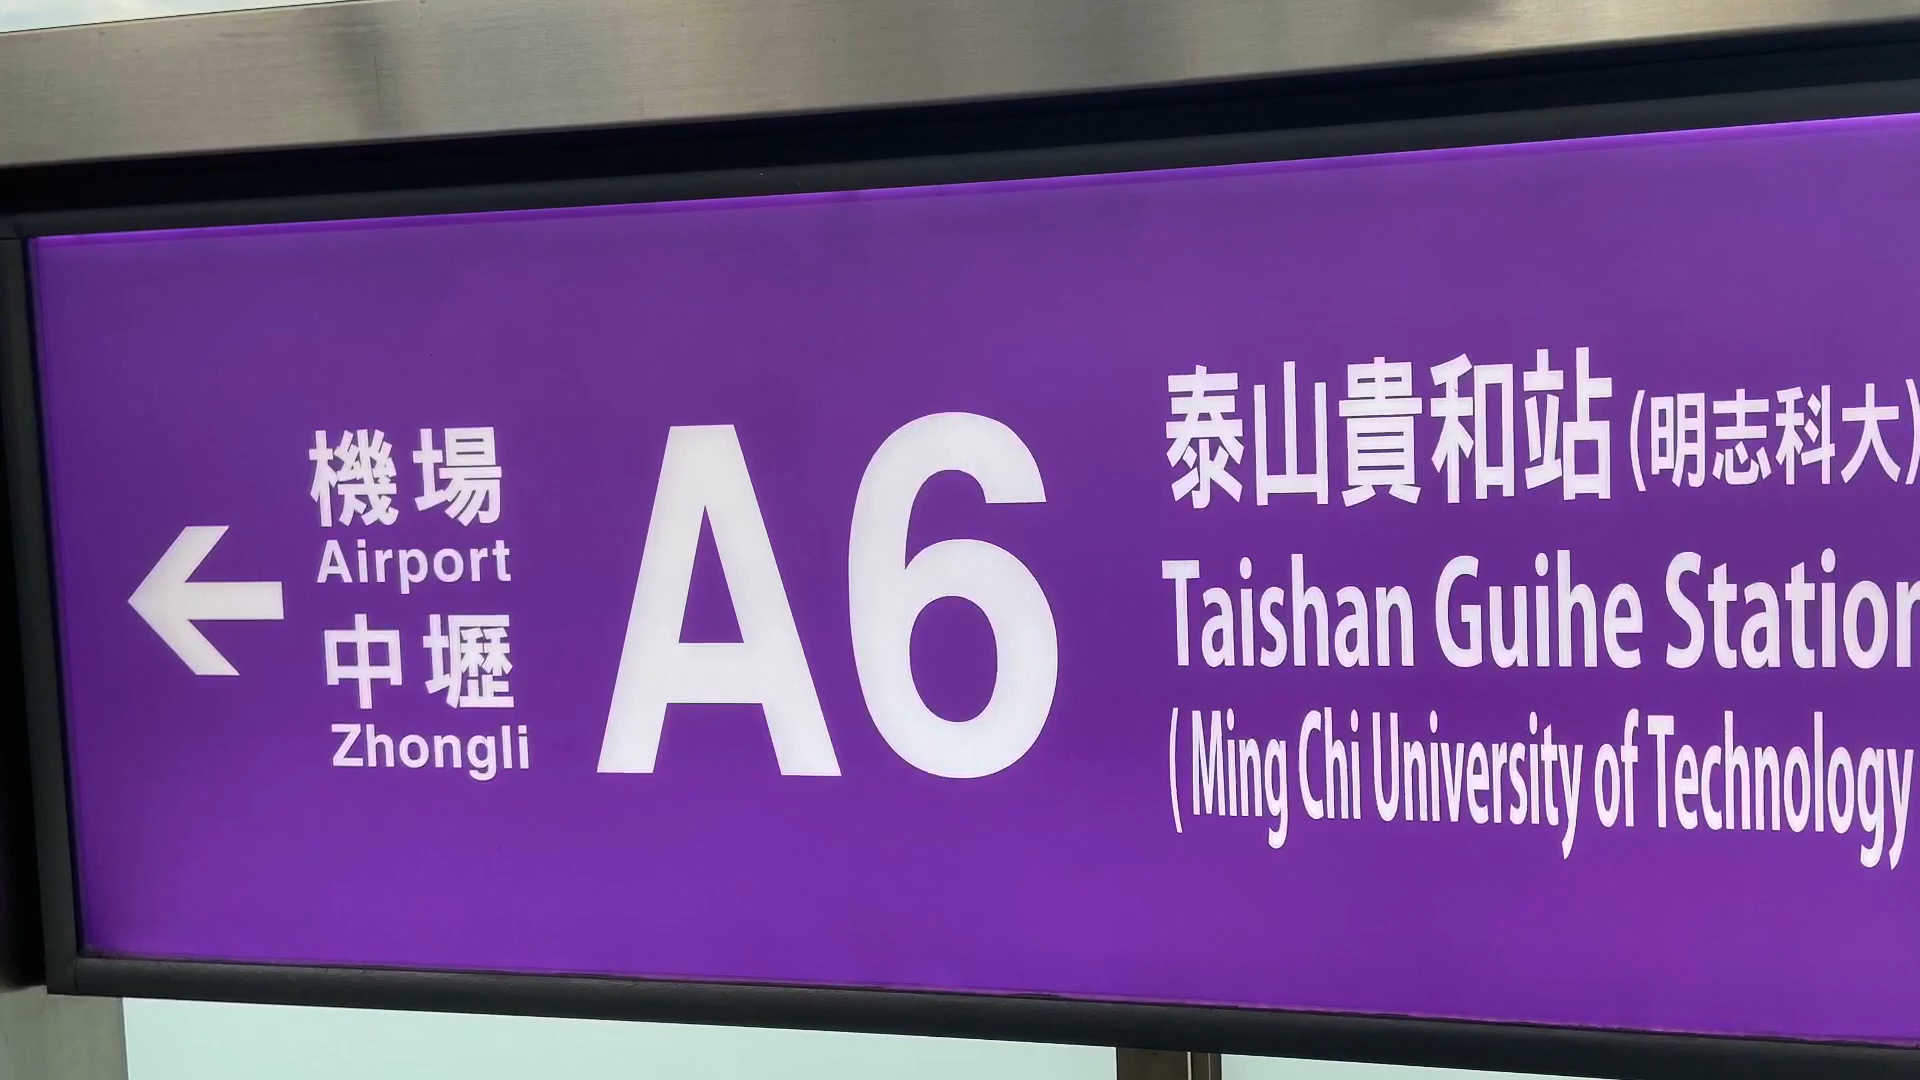 機場
Airport
中壢
Zhongli
A6
泰山貴和站 (明志科大)
Taishan Guihe Station
( Ming Chi University of Technology